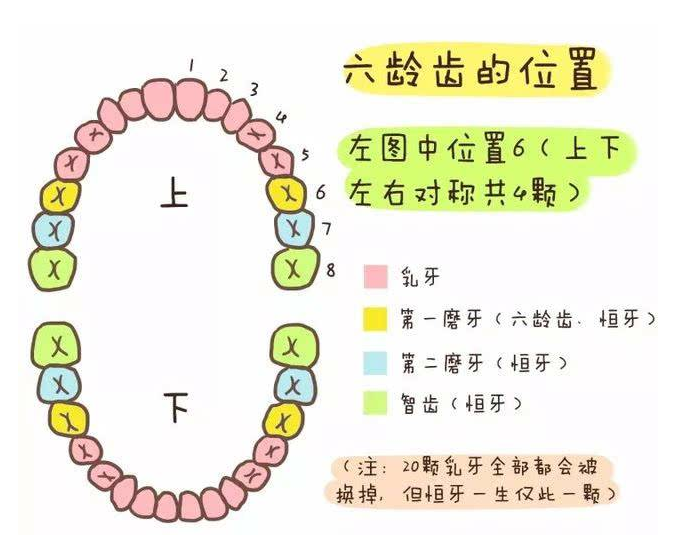 六龄齿的位置
左图中位置6（上下
左右对称共4颗）
1
2
3
4
5
6
7
8
上
下
乳牙
第一磨牙（六龄齿、恒牙）
第二磨牙（恒牙）
智齿（恒牙）
（注：20颗乳牙全部都会被
换掉，但恒牙一生仅此一颗）